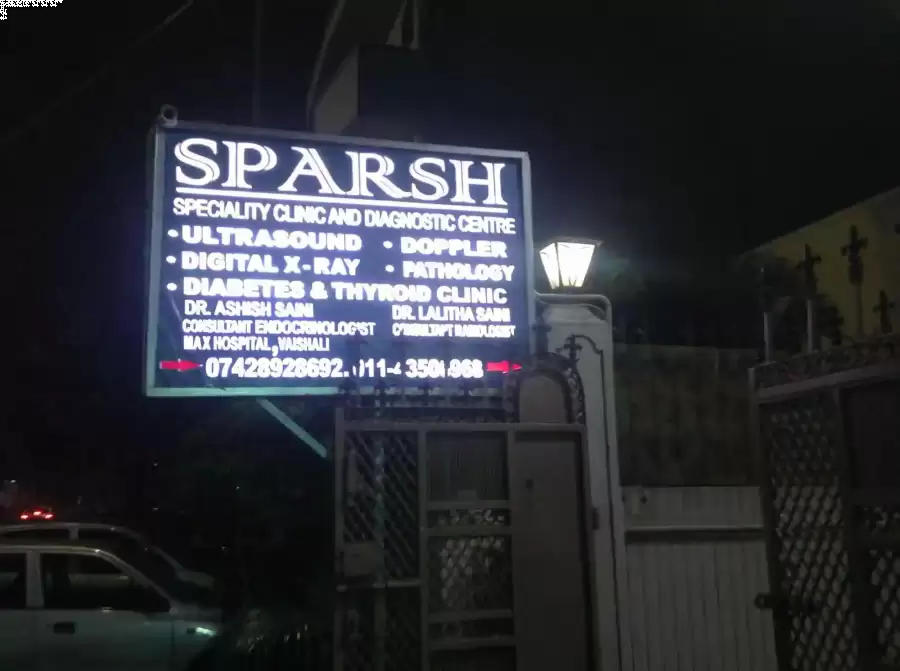 SPARSH
SPECIALITY CLINIC AND DIAGNOSTIC CENTRE
• ULTRASOUND • DOPPLER
• DIGITAL X-RAY • PATHOLOGY
• DIABETES & THYROID CLINIC
DR. ASHISH SAINI DR. LALITHA SAINI
CONSULTANT ENDOCRINOLOGIST CONSULTANT RADIOLOGIST
MAX HOSPITAL, VAISHALI
07428928692.